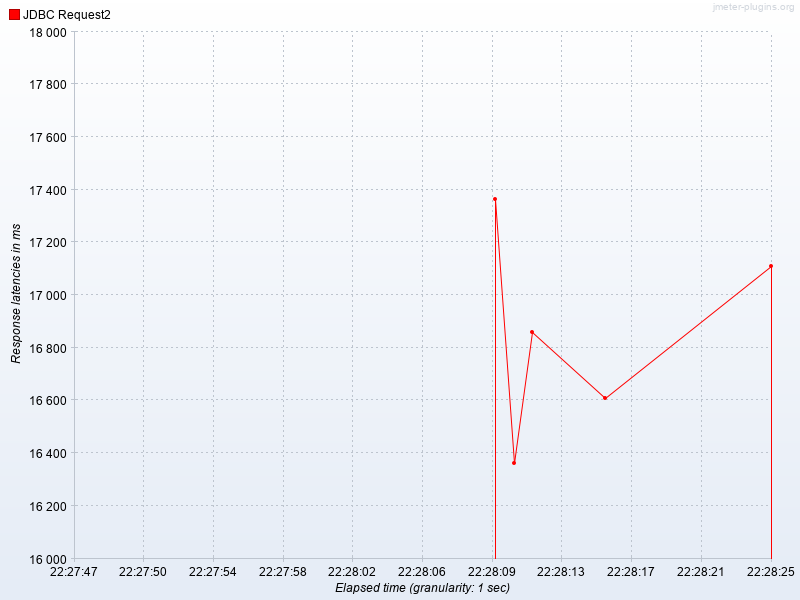 jmeter-plugins.org
JDBC Request2
18 000
17 800
17 600
17 400
17 200
17 000
16 800
16 600
16 400
16 200
16 000
Response latencies in ms
22:27:47 22:27:50 22:27:54 22:27:58 22:28:02 22:28:06 22:28:09 22:28:13 22:28:17 22:28:21 22:28:25
Elapsed time (granularity: 1 sec)